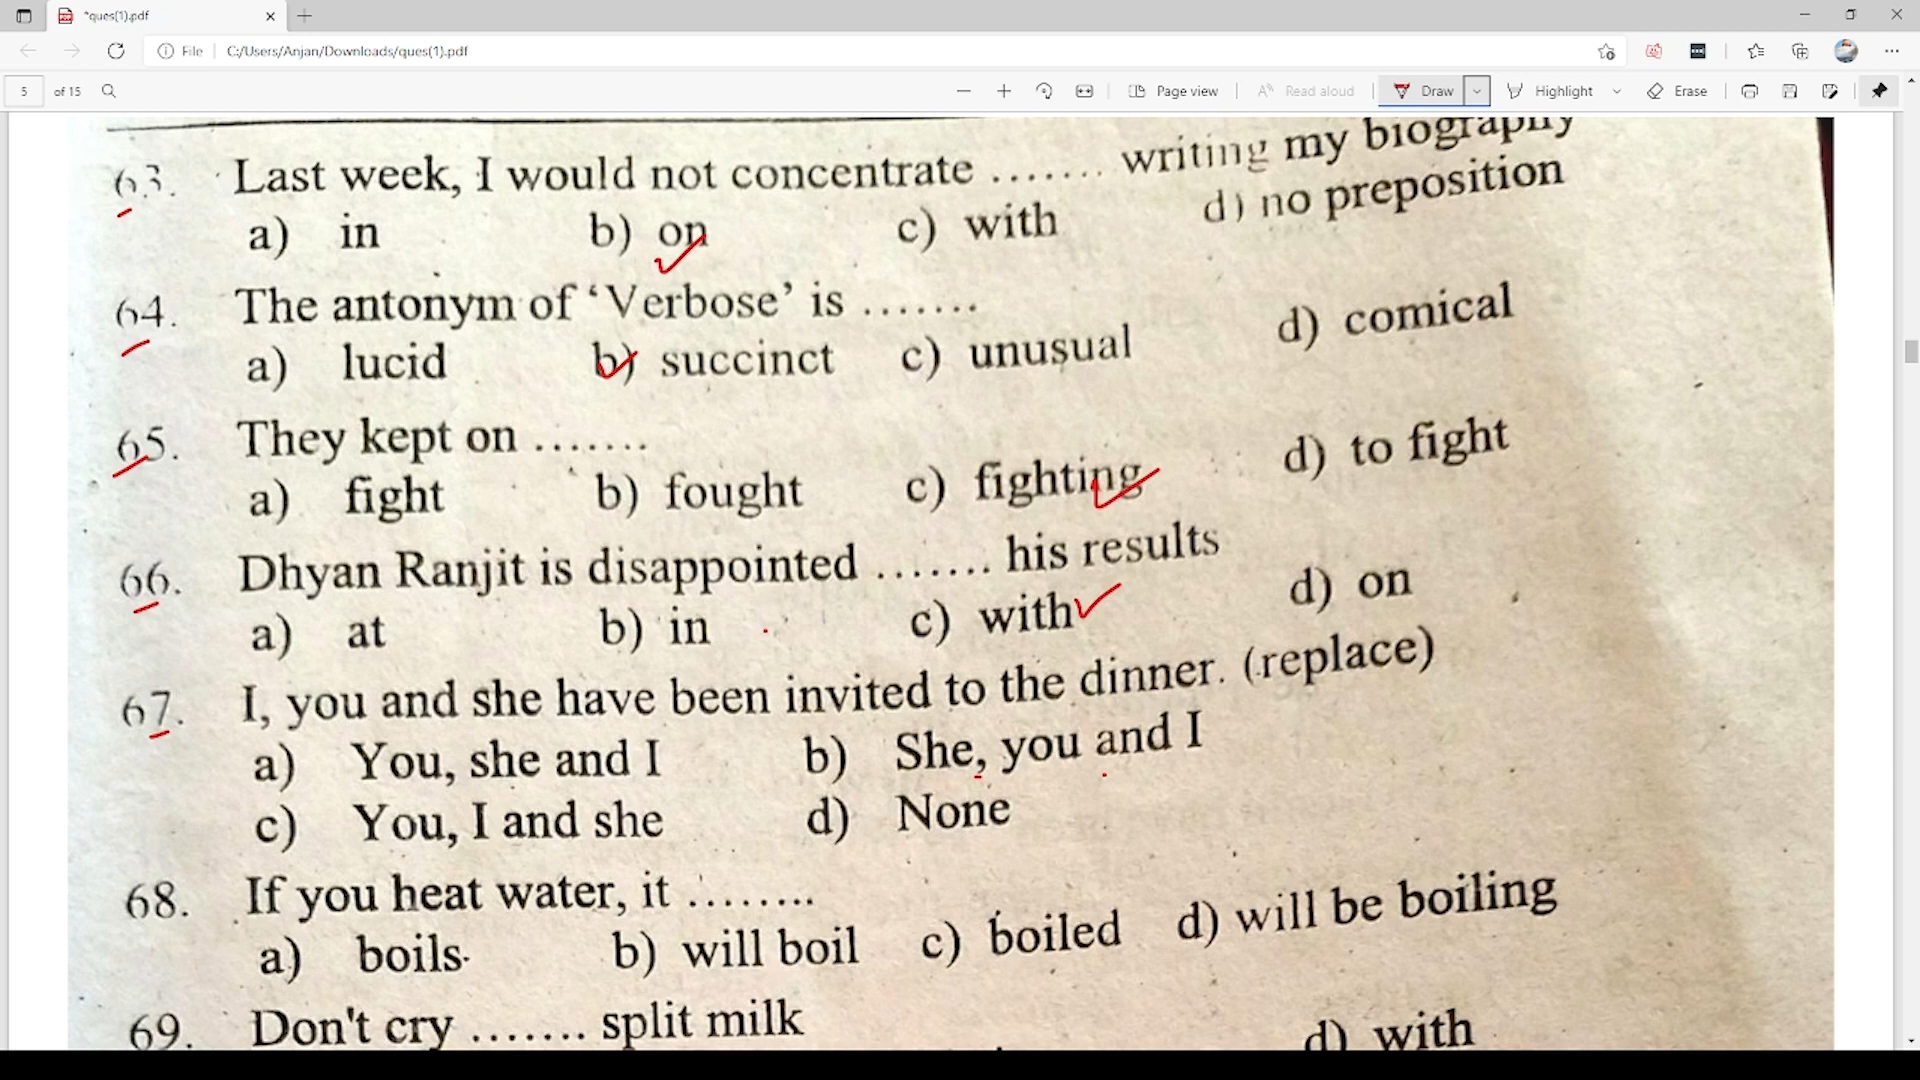 *ques(1).pdf
File C:/Users/Anjan/Downloads/ques(1).pdf
5 of 15 Page view Read aloud Draw Highlight Erase
63. Last week, I would not concentrate ....... writing my biography
a) in b) on c) with d) no preposition
64. The antonym of ‘Verbose’ is .......
a) lucid b) succinct c) unusual d) comical
65. They kept on .......
a) fight b) fought c) fighting d) to fight
66. Dhyan Ranjit is disappointed ....... his results
a) at b) in c) with d) on
67. I, you and she have been invited to the dinner. (replace)
a) You, she and I b) She, you and I
c) You, I and she d) None
68. If you heat water, it ........
a) boils b) will boil c) boiled d) will be boiling
69. Don't cry ....... split milk
d) with